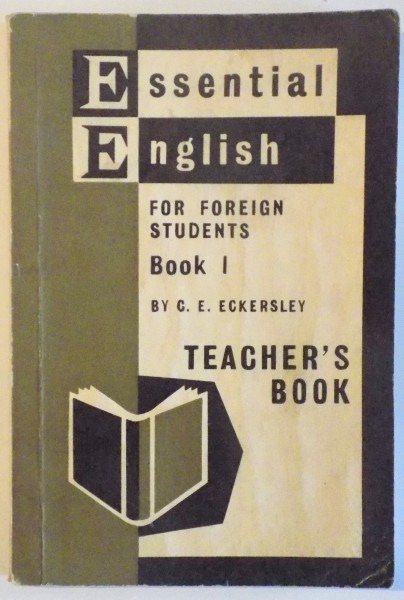 Essential
English
FOR FOREIGN
STUDENTS
Book I
BY C. E. ECKERSLEY
TEACHER'S
BOOK